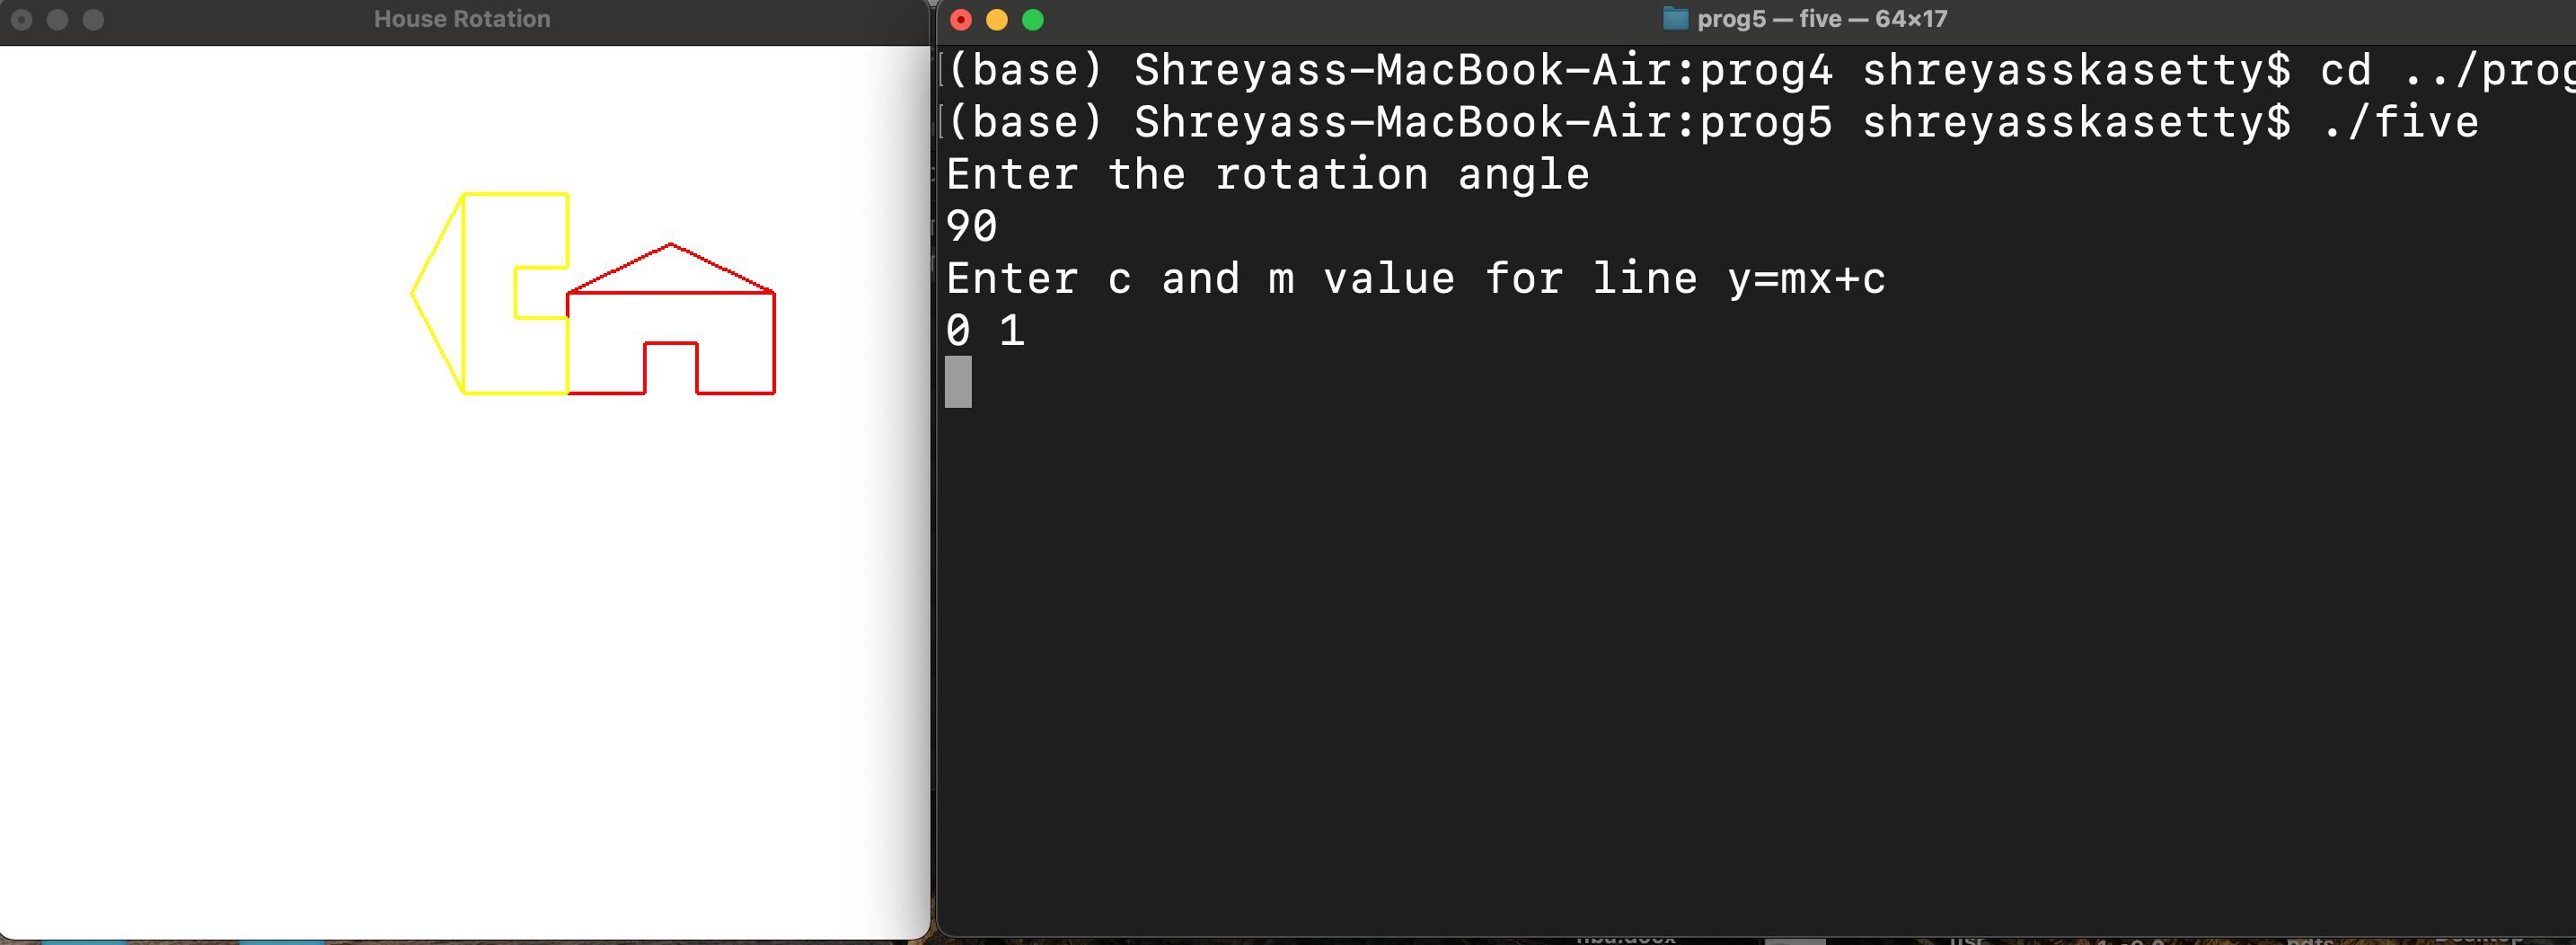 House Rotation
prog5 — five — 64×17
(base) Shreyass-MacBook-Air:prog4 shreyasskasetty$ cd ../prog
(base) Shreyass-MacBook-Air:prog5 shreyasskasetty$ ./five
Enter the rotation angle
90
Enter c and m value for line y=mx+c
0 1